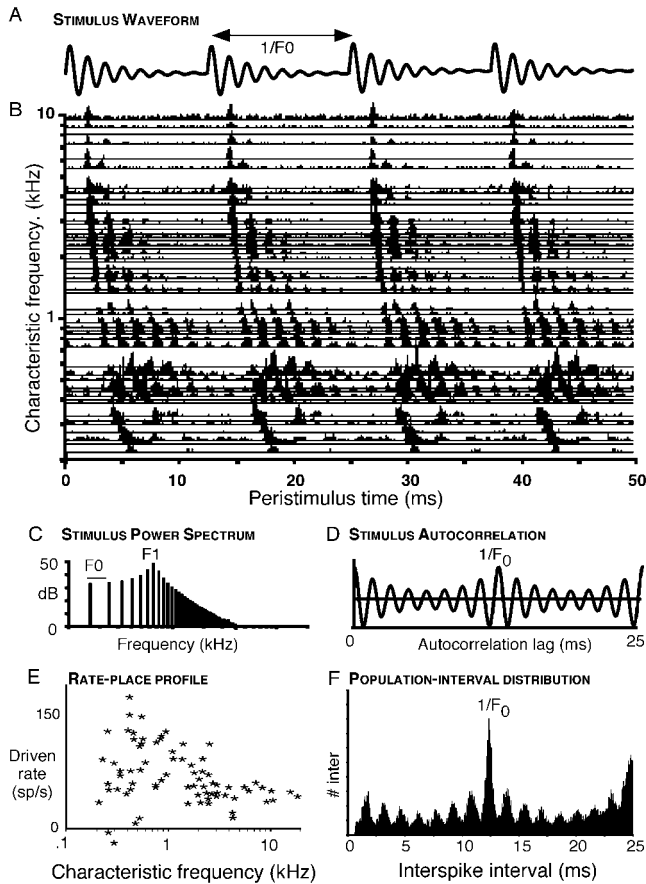 A STIMULUS WAVEFORM
1/F0
B
10
1
Characteristic frequency. (kHz)
0 10 20 30 40 50
Peristimulus time (ms)
C STIMULUS POWER SPECTRUM
F0
F1
50
dB
0
Frequency (kHz)
D STIMULUS AUTOCORRELATION
1/F0
0 25
Autocorrelation lag (ms)
E RATE-PLACE PROFILE
150
Driven
rate
(sp/s)
0
.1 1 10
Characteristic frequency (kHz)
F POPULATION-INTERVAL DISTRIBUTION
1/F0
# inter
0 5 10 15 20 25
Interspike interval (ms)